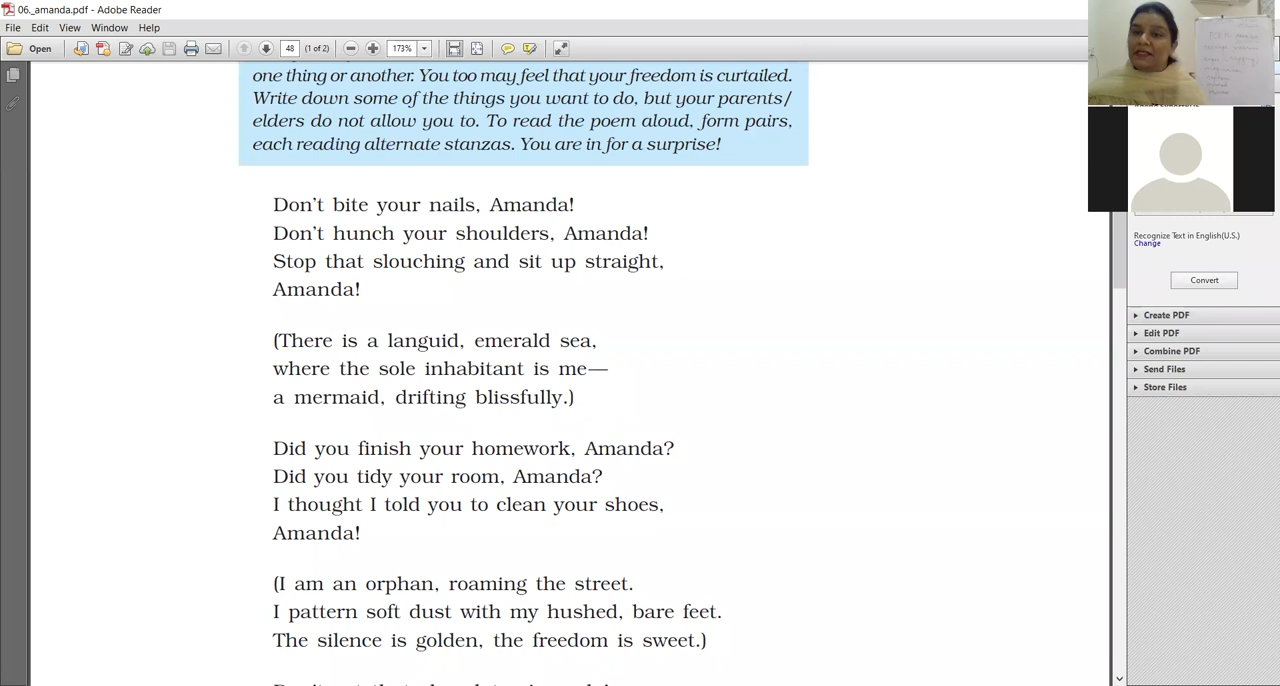 06._amanda.pdf - Adobe Reader
File Edit View Window Help
Open 48 (1 of 2) 173%
one thing or another. You too may feel that your freedom is curtailed.
Write down some of the things you want to do, but your parents/
elders do not allow you to. To read the poem aloud, form pairs,
each reading alternate stanzas. You are in for a surprise!
Don't bite your nails, Amanda!
Don't hunch your shoulders, Amanda!
Stop that slouching and sit up straight,
Amanda!
(There is a languid, emerald sea,
where the sole inhabitant is me—
a mermaid, drifting blissfully.)
Did you finish your homework, Amanda?
Did you tidy your room, Amanda?
I thought I told you to clean your shoes,
Amanda!
(I am an orphan, roaming the street.
I pattern soft dust with my hushed, bare feet.
The silence is golden, the freedom is sweet.)
Recognize Text in English(U.S.)
Change
Convert
Create PDF
Edit PDF
Combine PDF
Send Files
Store Files